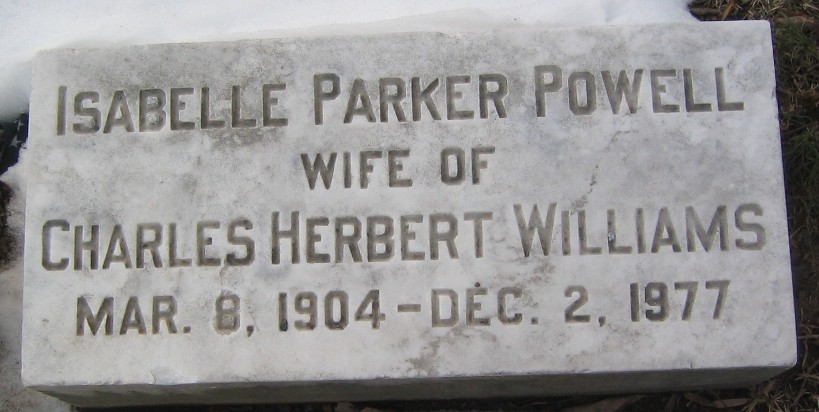 ISABELLE PARKER POWELL
WIFE OF
CHARLES HERBERT WILLIAMS
MAR. 8, 1904 – DEC. 2, 1977